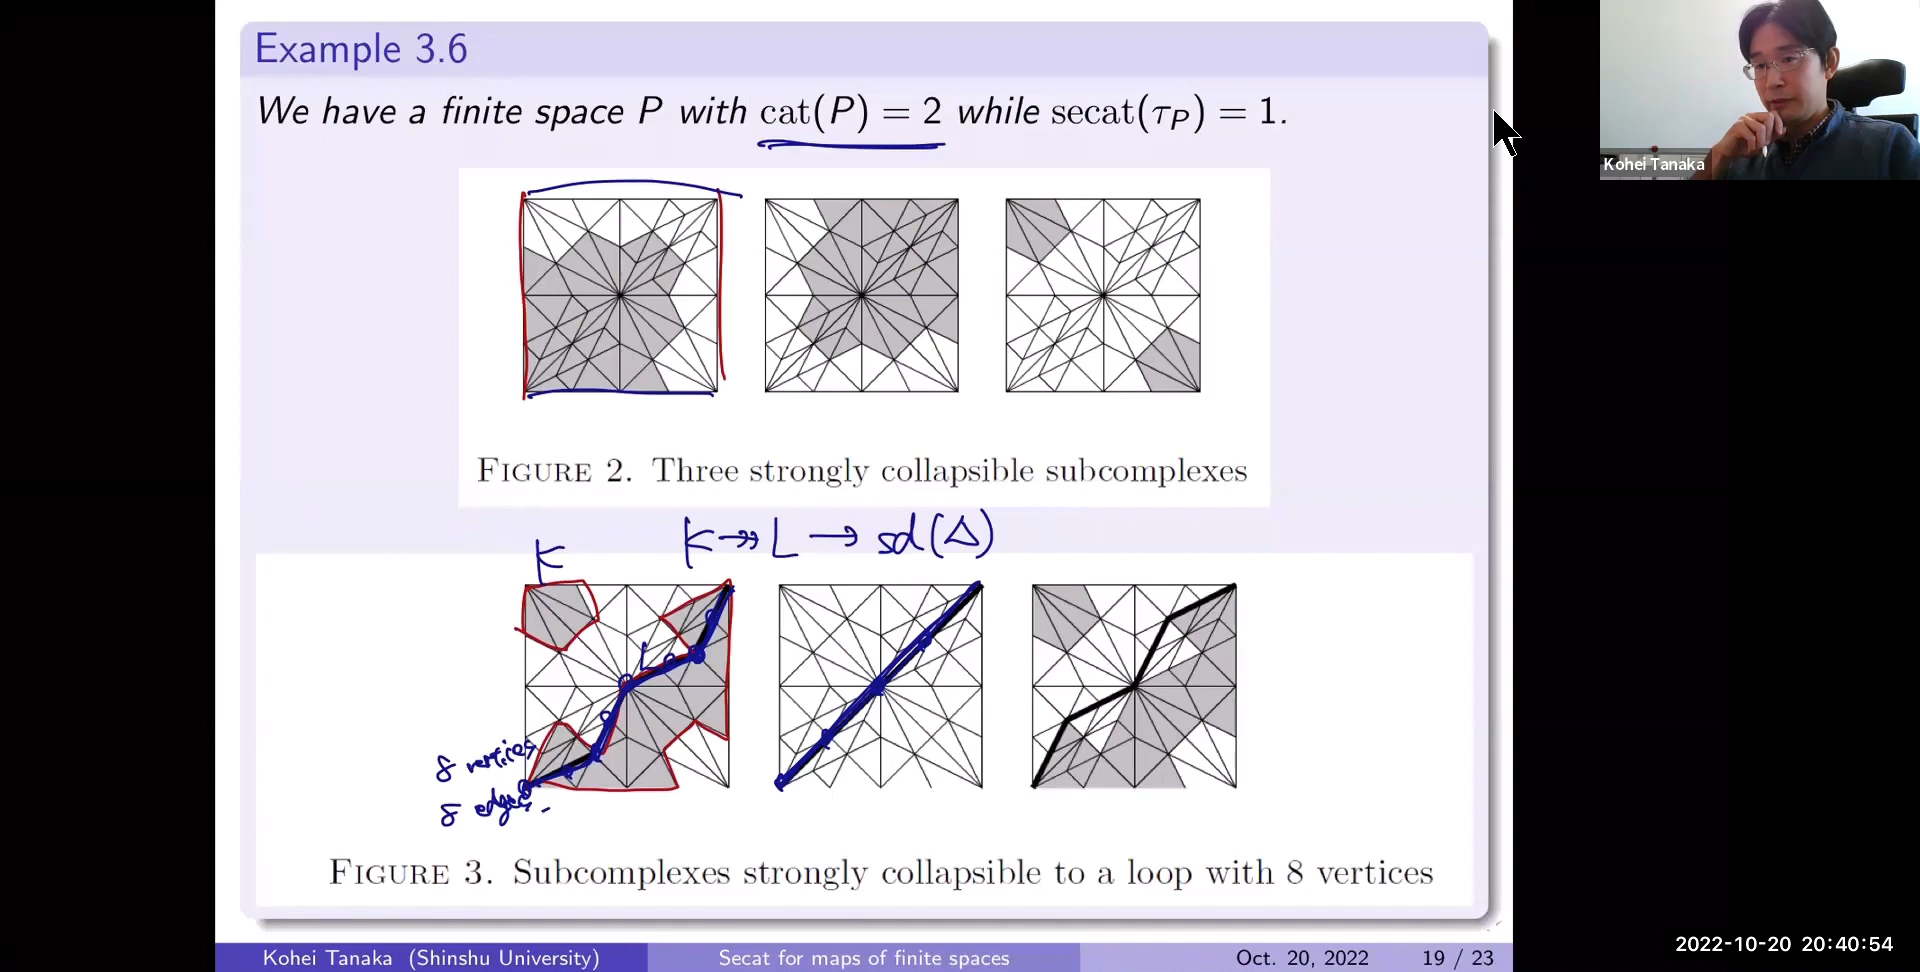 Example 3.6
We have a finite space P with cat(P) = 2 while secat(τ_P) = 1.
FIGURE 2. Three strongly collapsible subcomplexes
K ↠ L → sd(Δ)
K
L
8 vertices
8 edges.
FIGURE 3. Subcomplexes strongly collapsible to a loop with 8 vertices
Kohei Tanaka (Shinshu University) Secat for maps of finite spaces Oct. 20, 2022 19 / 23
Kohei Tanaka
2022-10-20 20:40:54